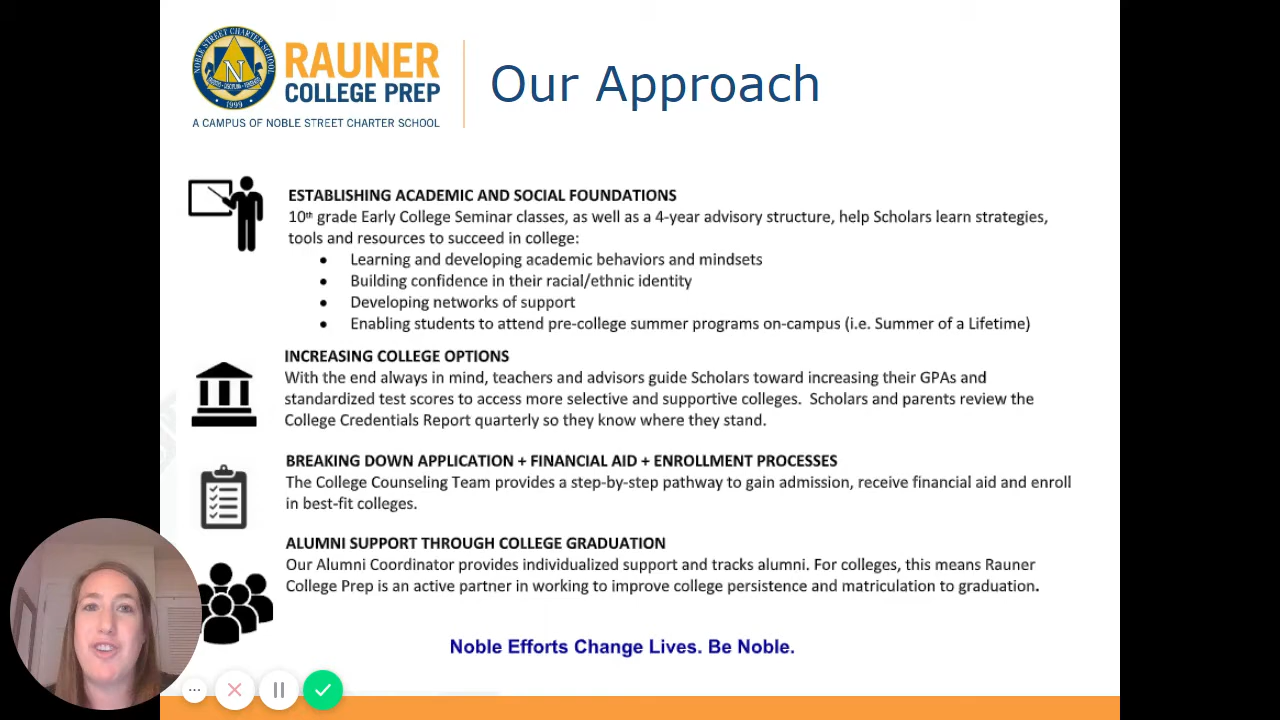 NOBLE STREET CHARTER SCHOOL
N
1999
RAUNER
COLLEGE PREP
A CAMPUS OF NOBLE STREET CHARTER SCHOOL
Our Approach
ESTABLISHING ACADEMIC AND SOCIAL FOUNDATIONS
10th grade Early College Seminar classes, as well as a 4-year advisory structure, help Scholars learn strategies,
tools and resources to succeed in college:
• Learning and developing academic behaviors and mindsets
• Building confidence in their racial/ethnic identity
• Developing networks of support
• Enabling students to attend pre-college summer programs on-campus (i.e. Summer of a Lifetime)
INCREASING COLLEGE OPTIONS
With the end always in mind, teachers and advisors guide Scholars toward increasing their GPAs and
standardized test scores to access more selective and supportive colleges.  Scholars and parents review the
College Credentials Report quarterly so they know where they stand.
BREAKING DOWN APPLICATION + FINANCIAL AID + ENROLLMENT PROCESSES
The College Counseling Team provides a step-by-step pathway to gain admission, receive financial aid and enroll
in best-fit colleges.
ALUMNI SUPPORT THROUGH COLLEGE GRADUATION
Our Alumni Coordinator provides individualized support and tracks alumni. For colleges, this means Rauner
College Prep is an active partner in working to improve college persistence and matriculation to graduation.
Noble Efforts Change Lives. Be Noble.